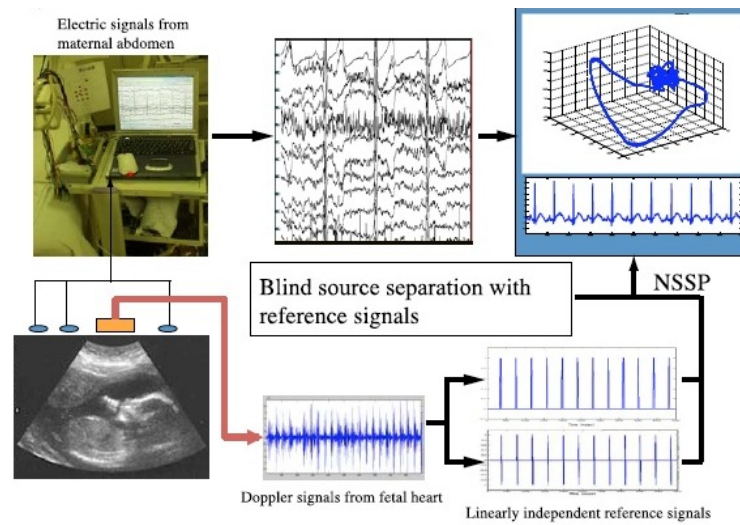 Electric signals from
maternal abdomen
Blind source separation with
reference signals
NSSP
Doppler signals from fetal heart
Linearly independent reference signals